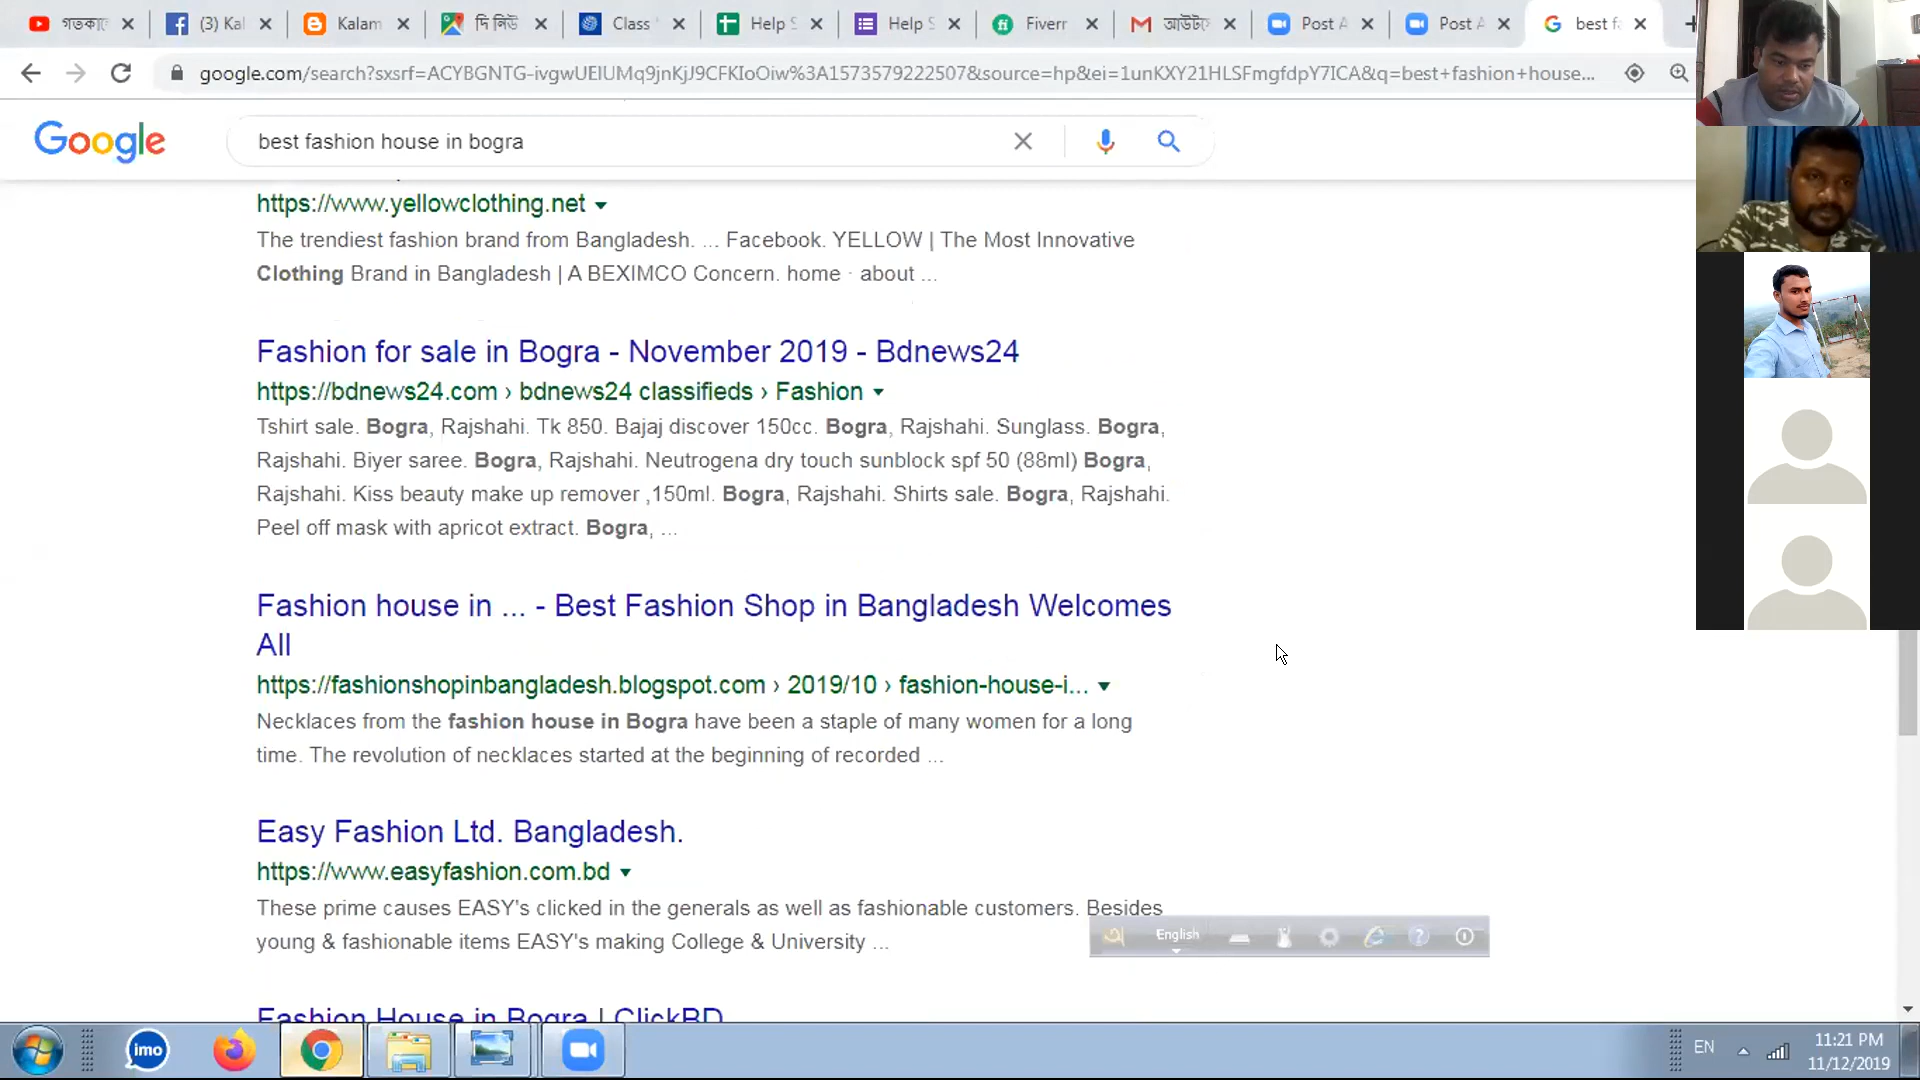 গতকা
(3) Kal
Kalam
দি লিউ
Class
Help S
Help S
Fiverr
আউটসে
Post A
Post A
best fa
google.com/search?sxsrf=ACYBGNTG-ivgwUEIUMq9jnKjJ9CFKIoOiw%3A1573579222507&source=hp&ei=1unKXY21HLSFmgfdpY7ICA&q=best+fashion+house...
Google
best fashion house in bogra
https://www.yellowclothing.net
The trendiest fashion brand from Bangladesh. ... Facebook. YELLOW | The Most Innovative
Clothing Brand in Bangladesh | A BEXIMCO Concern. home · about ...
Fashion for sale in Bogra - November 2019 - Bdnews24
https://bdnews24.com › bdnews24 classifieds › Fashion
Tshirt sale. Bogra, Rajshahi. Tk 850. Bajaj discover 150cc. Bogra, Rajshahi. Sunglass. Bogra,
Rajshahi. Biyer saree. Bogra, Rajshahi. Neutrogena dry touch sunblock spf 50 (88ml) Bogra,
Rajshahi. Kiss beauty make up remover ,150ml. Bogra, Rajshahi. Shirts sale. Bogra, Rajshahi.
Peel off mask with apricot extract. Bogra, ...
Fashion house in ... - Best Fashion Shop in Bangladesh Welcomes
All
https://fashionshopinbangladesh.blogspot.com › 2019/10 › fashion-house-i...
Necklaces from the fashion house in Bogra have been a staple of many women for a long
time. The revolution of necklaces started at the beginning of recorded ...
Easy Fashion Ltd. Bangladesh.
https://www.easyfashion.com.bd
These prime causes EASY's clicked in the generals as well as fashionable customers. Besides
young & fashionable items EASY's making College & University ...
English
Fashion House in Bogra | ClickBD
imo
EN
11:21 PM
11/12/2019